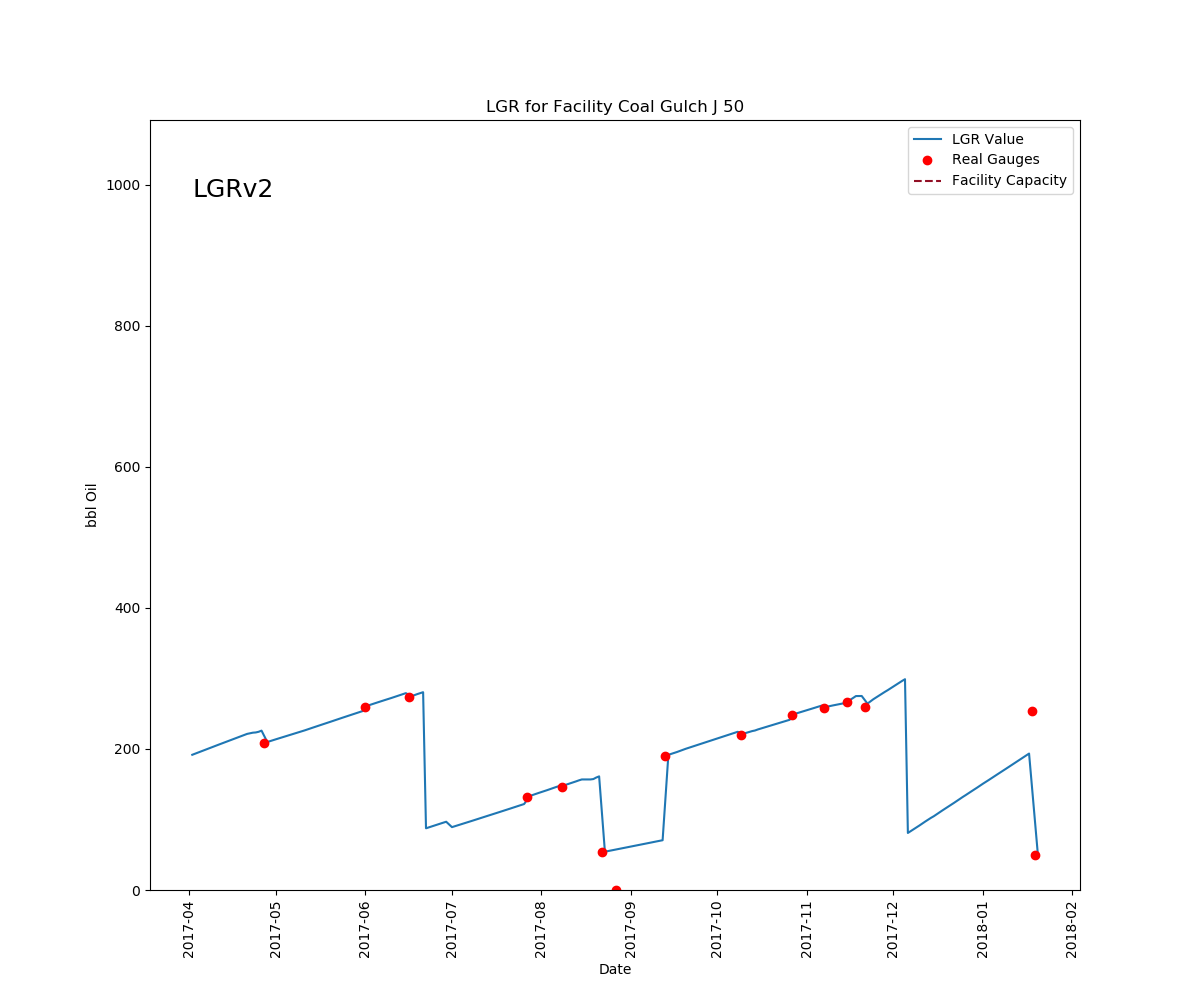 LGR for Facility Coal Gulch J 50
LGRv2
LGR Value
Real Gauges
Facility Capacity
1000
800
600
400
200
0
bbl Oil
2017-04
2017-05
2017-06
2017-07
2017-08
2017-09
2017-10
2017-11
2017-12
2018-01
2018-02
Date